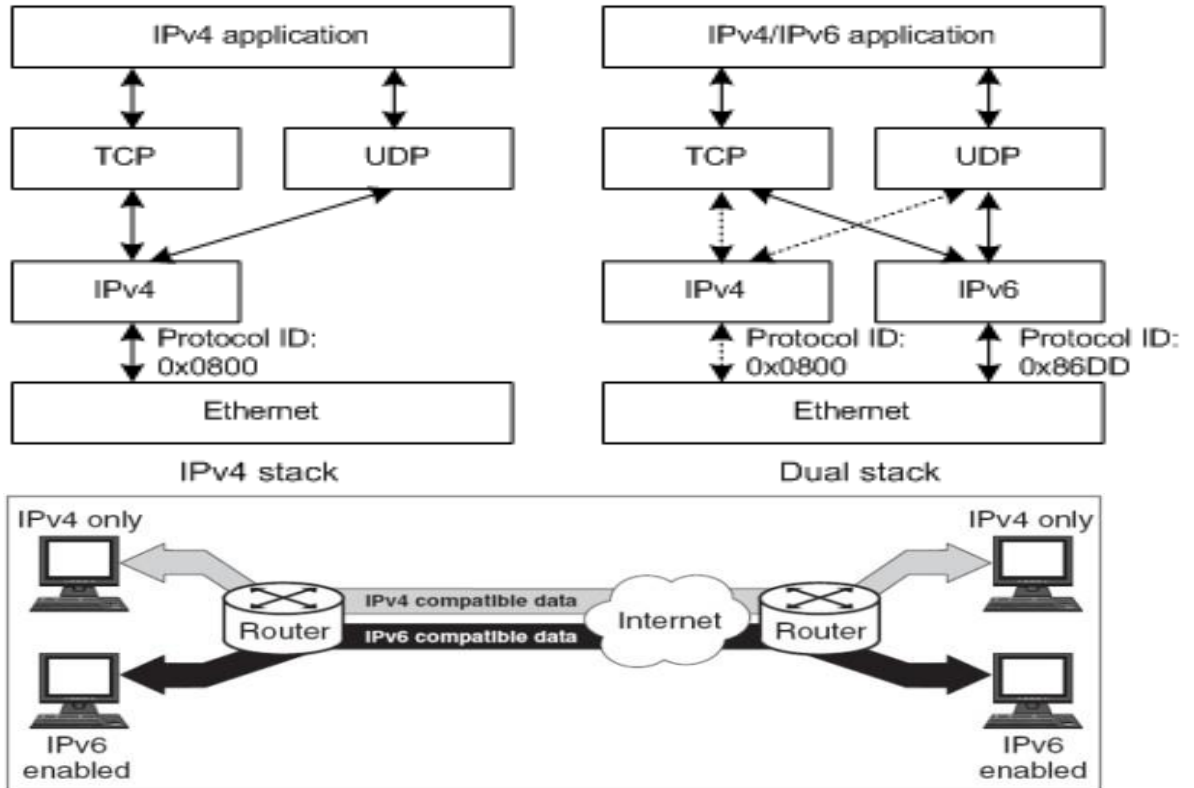 IPv4 application
TCP
UDP
IPv4
Protocol ID:
0x0800
Ethernet
IPv4 stack
IPv4/IPv6 application
TCP
UDP
IPv4
IPv6
Protocol ID:
0x0800
Protocol ID:
0x86DD
Ethernet
Dual stack
IPv4 only
IPv4 only
Router
IPv4 compatible data
IPv6 compatible data
Internet
Router
IPv6
enabled
IPv6
enabled